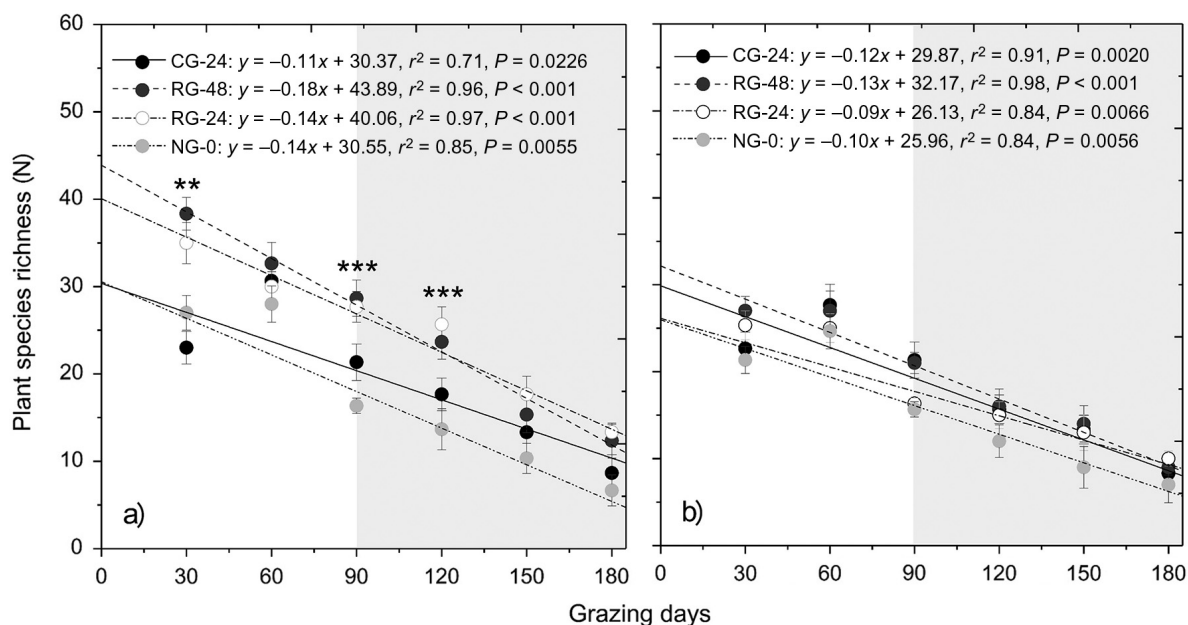 Plant species richness (N)
60
50
40
30
20
10
0
CG-24: y = –0.11x + 30.37, r² = 0.71, P = 0.0226
RG-48: y = –0.18x + 43.89, r² = 0.96, P < 0.001
RG-24: y = –0.14x + 40.06, r² = 0.97, P < 0.001
NG-0: y = –0.14x + 30.55, r² = 0.85, P = 0.0055
**
***
***
a)
0 30 60 90 120 150 180
CG-24: y = –0.12x + 29.87, r² = 0.91, P = 0.0020
RG-48: y = –0.13x + 32.17, r² = 0.98, P < 0.001
RG-24: y = –0.09x + 26.13, r² = 0.84, P = 0.0066
NG-0: y = –0.10x + 25.96, r² = 0.84, P = 0.0056
b)
0 30 60 90 120 150 180
Grazing days